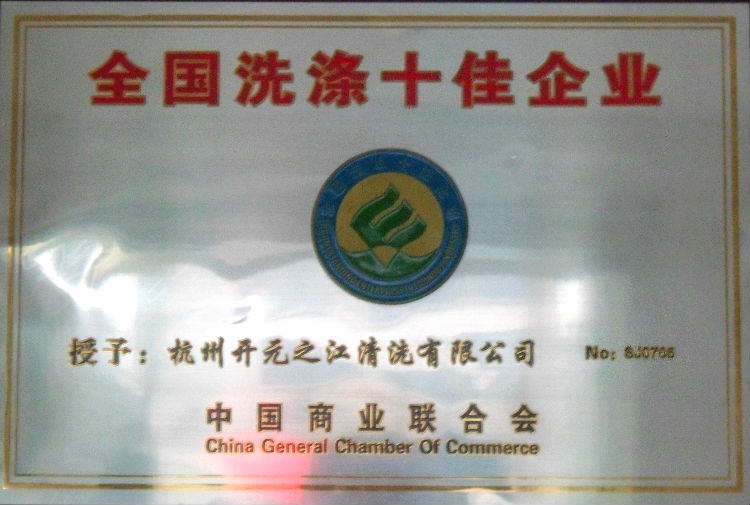 全国洗涤十佳企业
授予：杭州开元之江清洗有限公司
No: SJ0706
中国商业联合会
China General Chamber Of Commerce